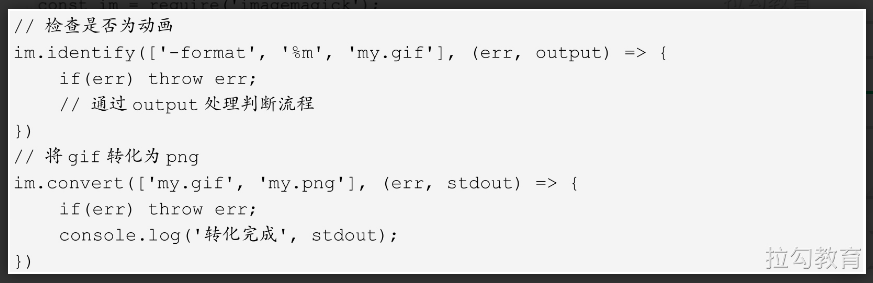 const im = require('imagemagick');
// 检查是否为动画
im.identify(['-format', '%m', 'my.gif'], (err, output) => {
    if(err) throw err;
    // 通过 output 处理判断流程
})
// 将 gif 转化为 png
im.convert(['my.gif', 'my.png'], (err, stdout) => {
    if(err) throw err;
    console.log('转化完成', stdout);
})
拉勾教育